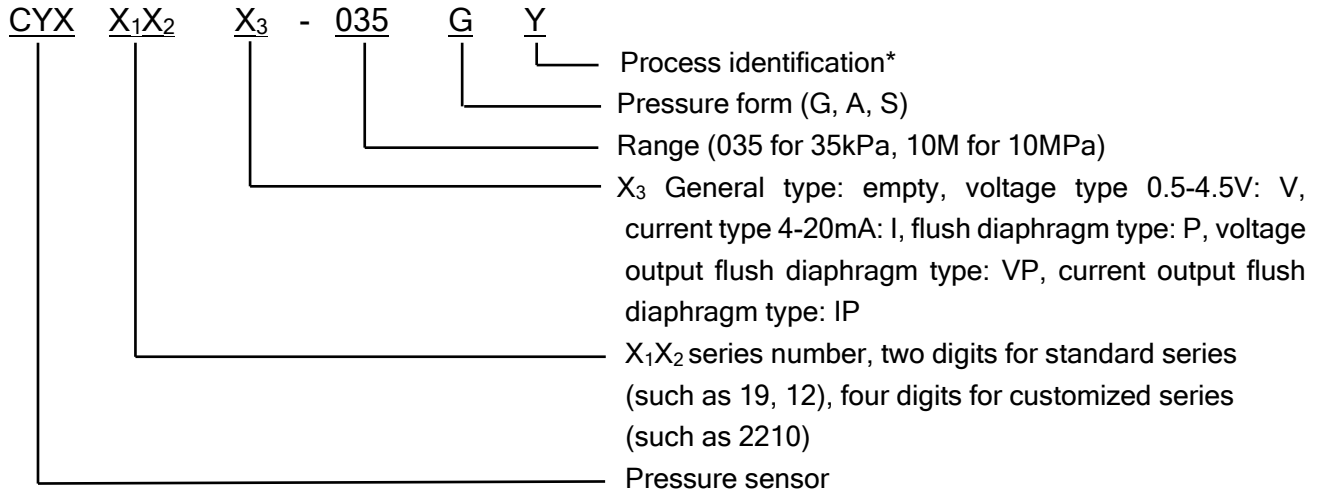 CYX X₁X₂ X₃ - 035 G Y
Process identification*
Pressure form (G, A, S)
Range (035 for 35kPa, 10M for 10MPa)
X₃ General type: empty, voltage type 0.5-4.5V: V,
current type 4-20mA: I, flush diaphragm type: P, voltage
output flush diaphragm type: VP, current output flush
diaphragm type: IP
X₁X₂ series number, two digits for standard series
(such as 19, 12), four digits for customized series
(such as 2210)
Pressure sensor